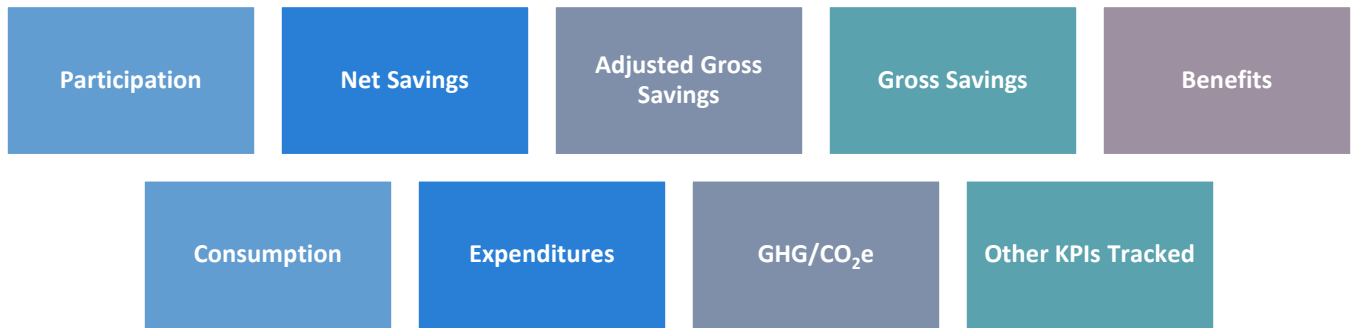 Participation
Net Savings
Adjusted Gross
Savings
Gross Savings
Benefits
Consumption
Expenditures
GHG/CO₂e
Other KPIs Tracked